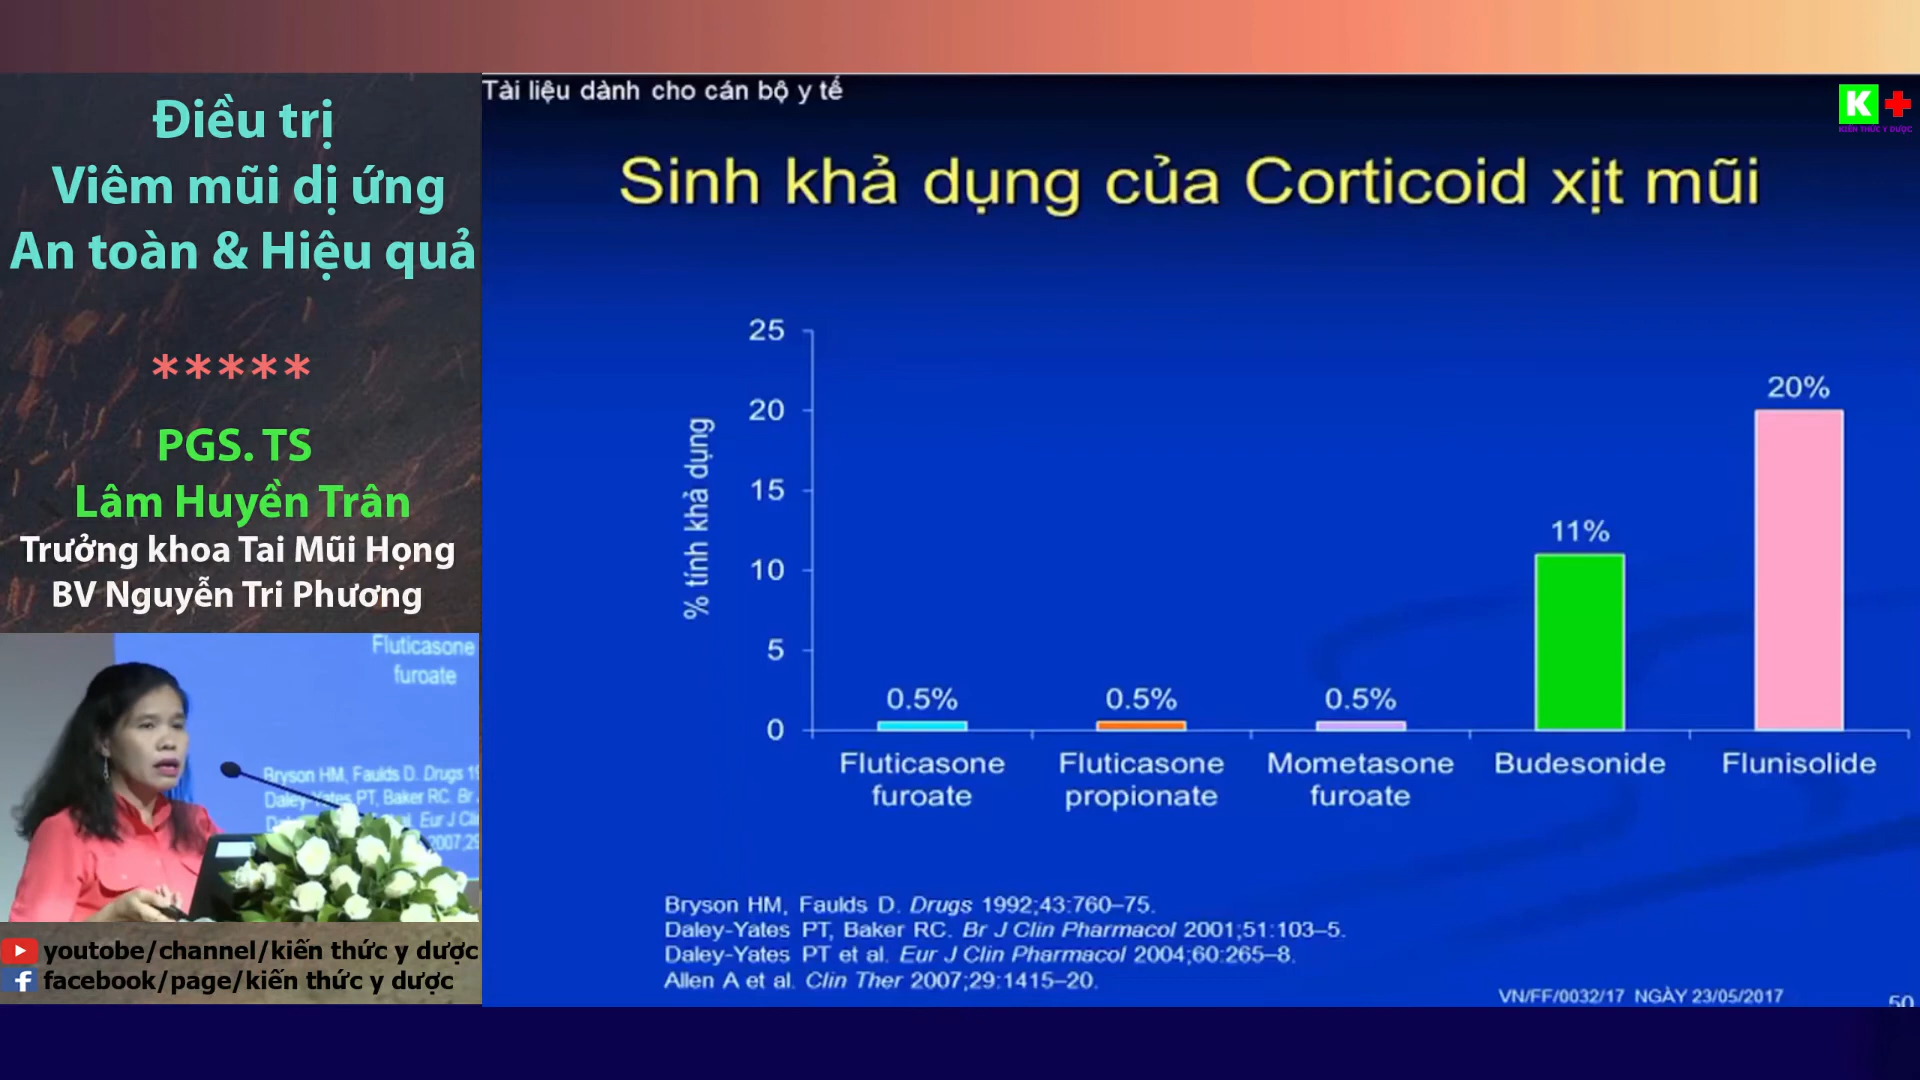 Điều trị
Viêm mũi dị ứng
An toàn & Hiệu quả
*****
PGS. TS
Lâm Huyền Trân
Trưởng khoa Tai Mũi Họng
BV Nguyễn Tri Phương
Fluticasone
furoate
Bryson HM, Faulds D. Drugs 19
Daley-Yates PT, Baker RC. Br J
Eur J Cli
2007;29
youtobe/channel/kiến thức y dược
facebook/page/kiến thức y dược
Tài liệu dành cho cán bộ y tế
K+
KIẾN THỨC Y DƯỢC
Sinh khả dụng của Corticoid xịt mũi
% tính khả dụng
25
20
15
10
5
0
0.5%
0.5%
0.5%
11%
20%
Fluticasone
furoate
Fluticasone
propionate
Mometasone
furoate
Budesonide
Flunisolide
Bryson HM, Faulds D. Drugs 1992;43:760–75.
Daley-Yates PT, Baker RC. Br J Clin Pharmacol 2001;51:103–5.
Daley-Yates PT et al. Eur J Clin Pharmacol 2004;60:265–8.
Allen A et al. Clin Ther 2007;29:1415–20.
VN/FF/0032/17 NGÀY 23/05/2017
50